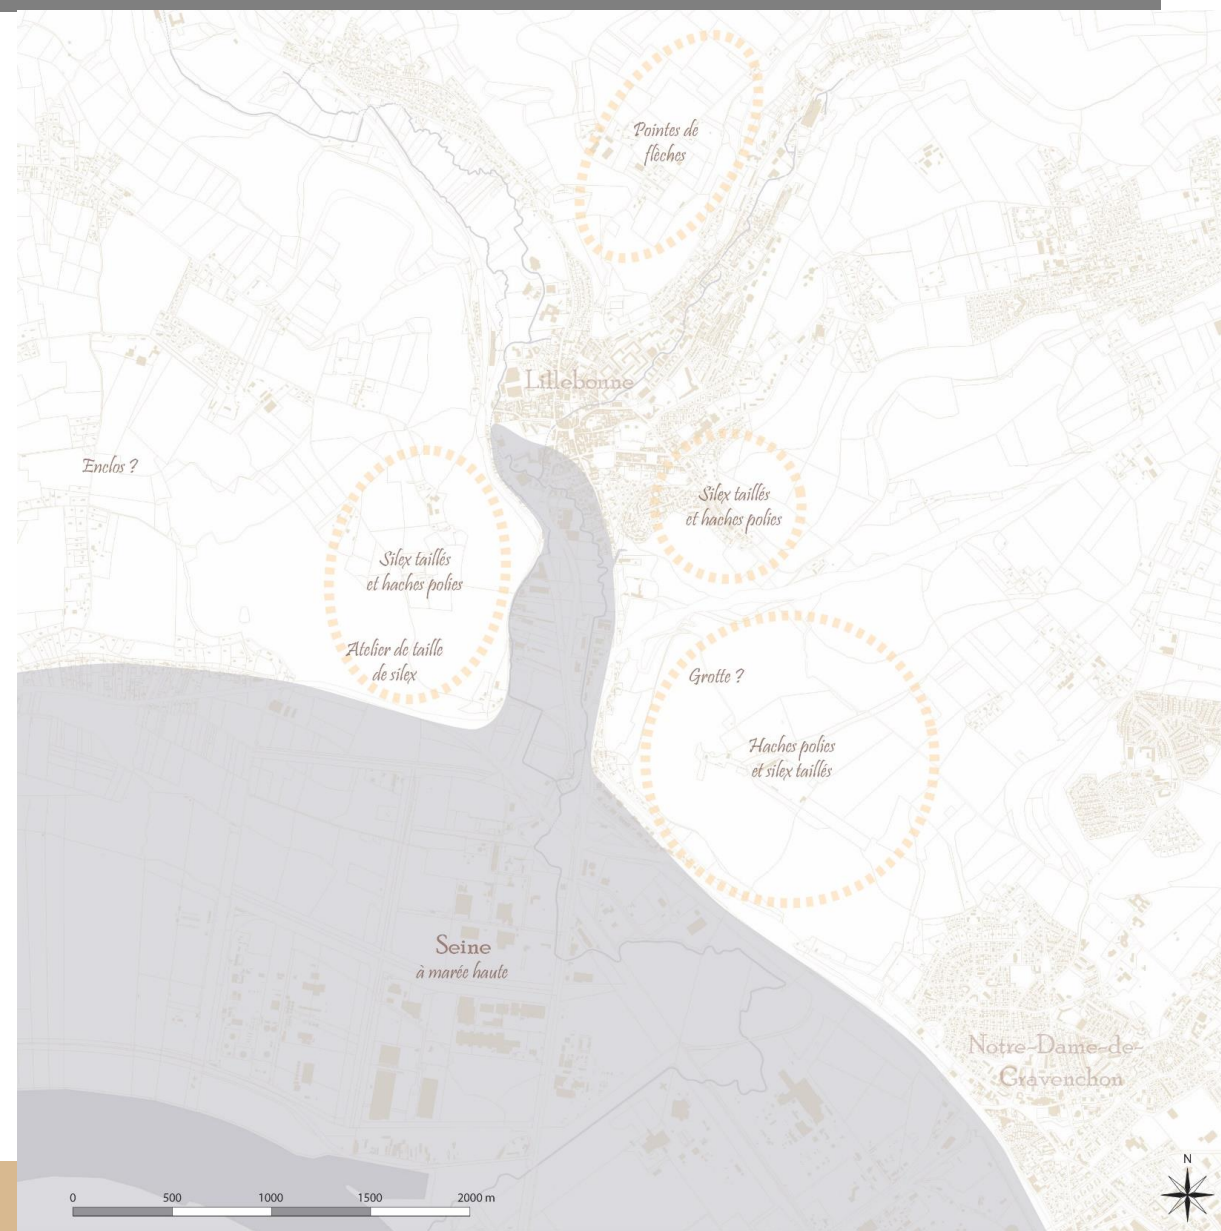 Pointes de
flèches
Lillebonne
Enclos ?
Silex taillés
et haches polies
Silex taillés
et haches polies
Atelier de taille
de silex
Grotte ?
Haches polies
et silex taillés
Seine
à marée haute
Notre-Dame-de-
Gravenchon
N
0 500 1000 1500 2000 m